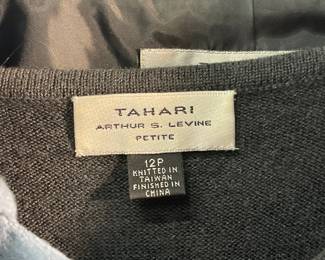 TAHARI
ARTHUR S. LEVINE
PETITE
12P
KNITTED IN
TAIWAN
FINISHED IN
CHINA